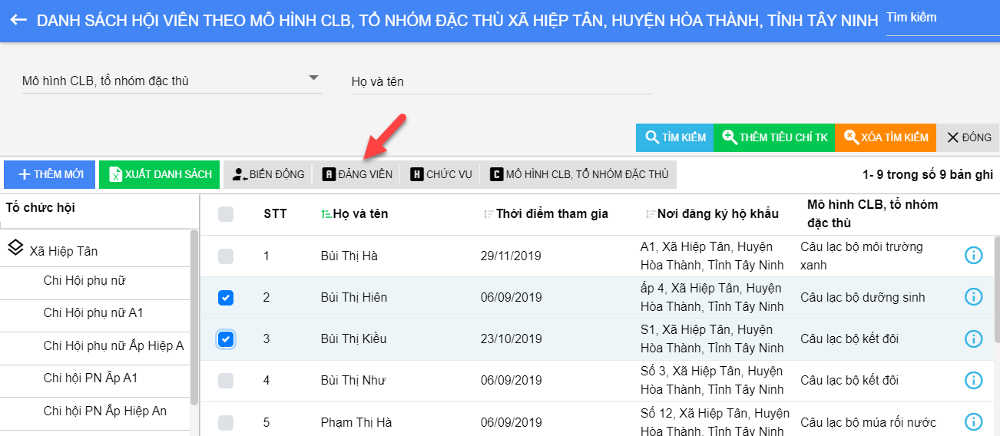 DANH SÁCH HỘI VIÊN THEO MÔ HÌNH CLB, TỔ NHÓM ĐẶC THÙ XÃ HIỆP TÂN, HUYỆN HÒA THÀNH, TỈNH TÂY NINH Tìm kiếm
Mô hình CLB, tổ nhóm đặc thù Họ và tên
TÌM KIẾM THÊM TIÊU CHÍ TK XÓA TÌM KIẾM ĐÓNG
THÊM MỚI XUẤT DANH SÁCH BIẾN ĐỘNG A ĐẢNG VIÊN H CHỨC VỤ C MÔ HÌNH CLB, TỔ NHÓM ĐẶC THÙ 1- 9 trong số 9 bản ghi
Tổ chức hội
Xã Hiệp Tân
Chi Hội phụ nữ
Chi Hội phụ nữ A1
Chi Hội phụ nữ Ấp Hiệp A
Chi hội PN Ấp A1
Chi hội PN Ấp Hiệp An
STT Họ và tên Thời điểm tham gia Nơi đăng ký hộ khẩu Mô hình CLB, tổ nhóm
đặc thù
1 Bùi Thị Hà 29/11/2019 A1, Xã Hiệp Tân, Huyện Câu lạc bộ môi trường
Hòa Thành, Tỉnh Tây Ninh xanh
2 Bùi Thị Hiên 06/09/2019 ấp 4, Xã Hiệp Tân, Huyện Câu lạc bộ dưỡng sinh
Hòa Thành, Tỉnh Tây Ninh
3 Bùi Thị Kiều 23/10/2019 S1, Xã Hiệp Tân, Huyện Câu lạc bộ kết đôi
Hòa Thành, Tỉnh Tây Ninh
4 Bùi Thị Như 06/09/2019 Số 3, Xã Hiệp Tân, Huyện Câu lạc bộ kết đôi
Hòa Thành, Tỉnh Tây Ninh
5 Phạm Thị Hà 06/09/2019 Số 12, Xã Hiệp Tân, Huyện Câu lạc bộ múa rối nước
Hòa Thành, Tỉnh Tây Ninh